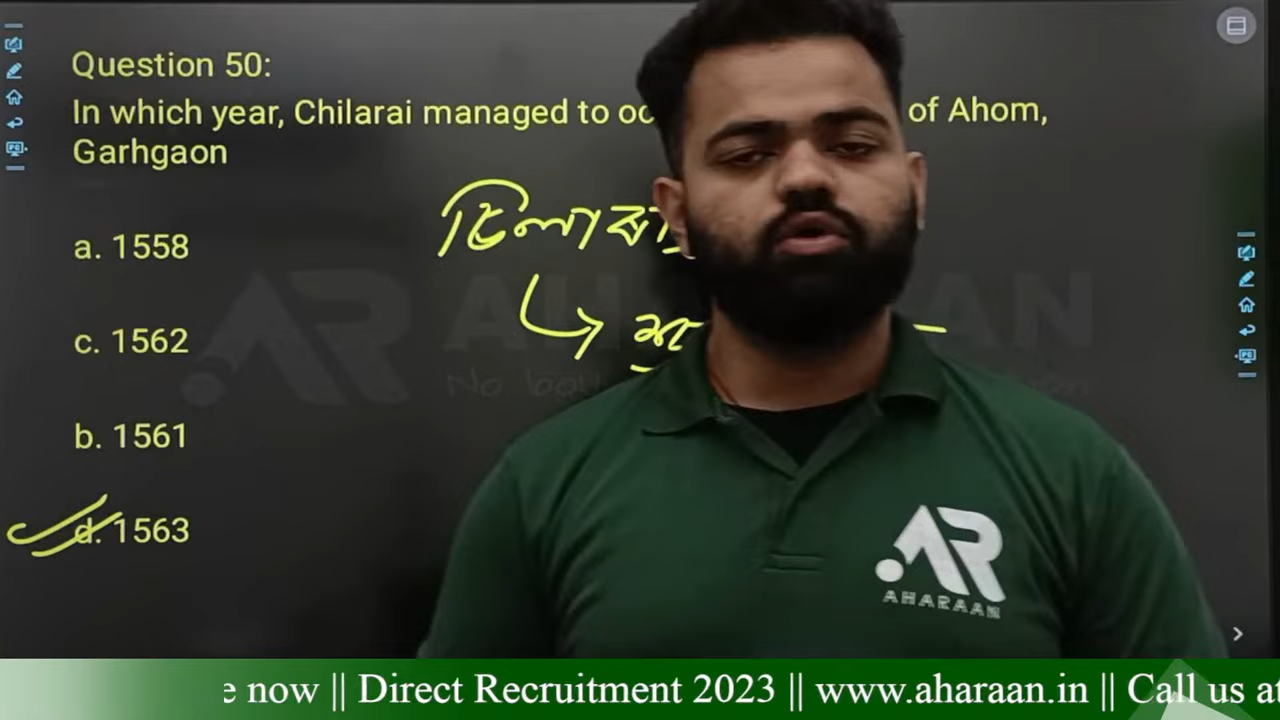 Question 50:
In which year, Chilarai managed to oc of Ahom,
Garhgaon
a. 1558
c. 1562
b. 1561
d. 1563
AR
AHARAAN
now || Direct Recruitment 2023 || www.aharaan.in || Call us at